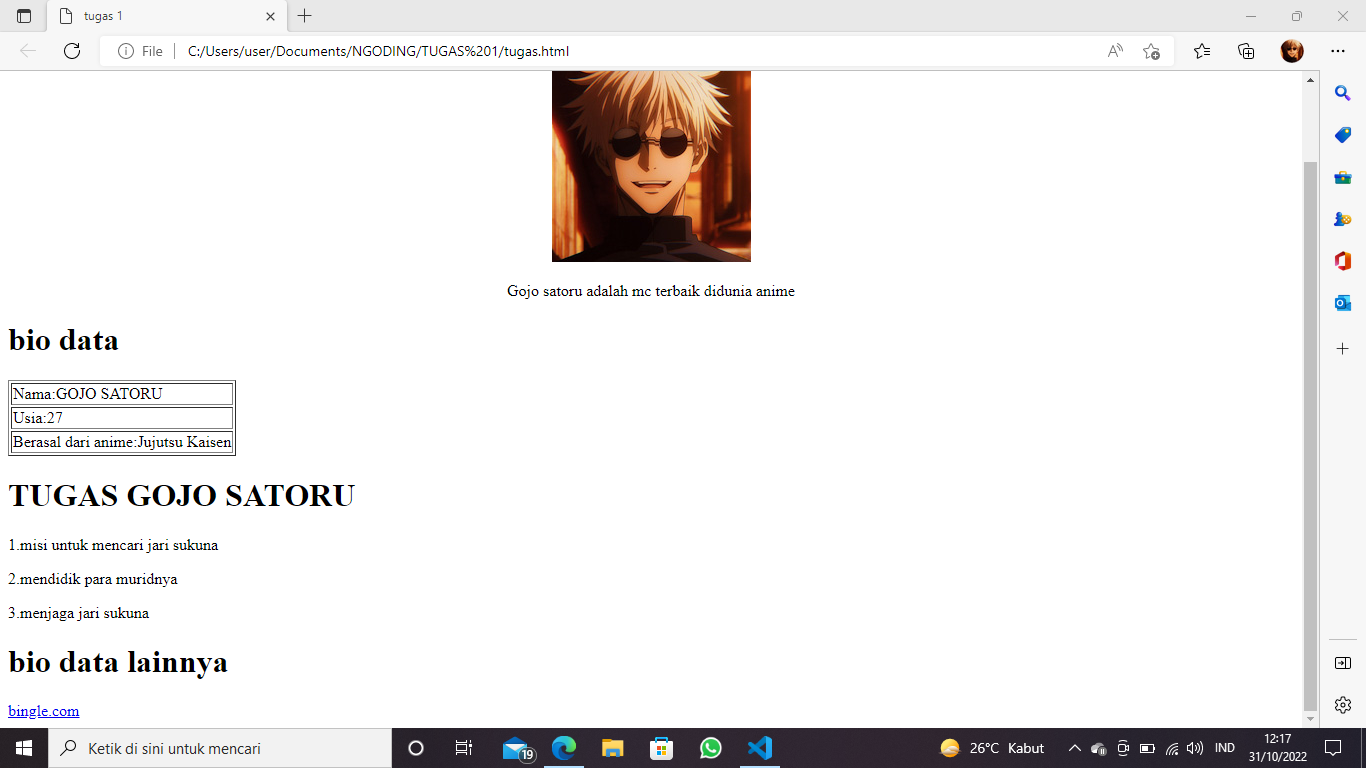 tugas 1
File
C:/Users/user/Documents/NGODING/TUGAS%201/tugas.html
Gojo satoru adalah mc terbaik didunia anime
bio data
Nama:GOJO SATORU
Usia:27
Berasal dari anime:Jujutsu Kaisen
TUGAS GOJO SATORU
1.misi untuk mencari jari sukuna
2.mendidik para muridnya
3.menjaga jari sukuna
bio data lainnya
bingle.com
Ketik di sini untuk mencari
19
26°C Kabut
IND
12:17
31/10/2022